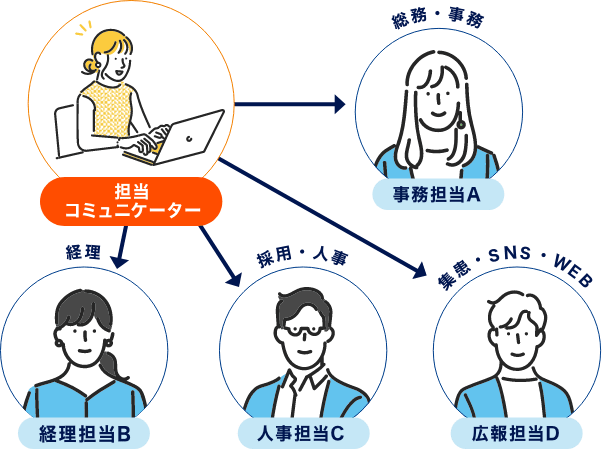 総務・事務
事務担当A
担当
コミュニケーター
経理
採用・人事
集患・SNS・WEB
経理担当B
人事担当C
広報担当D